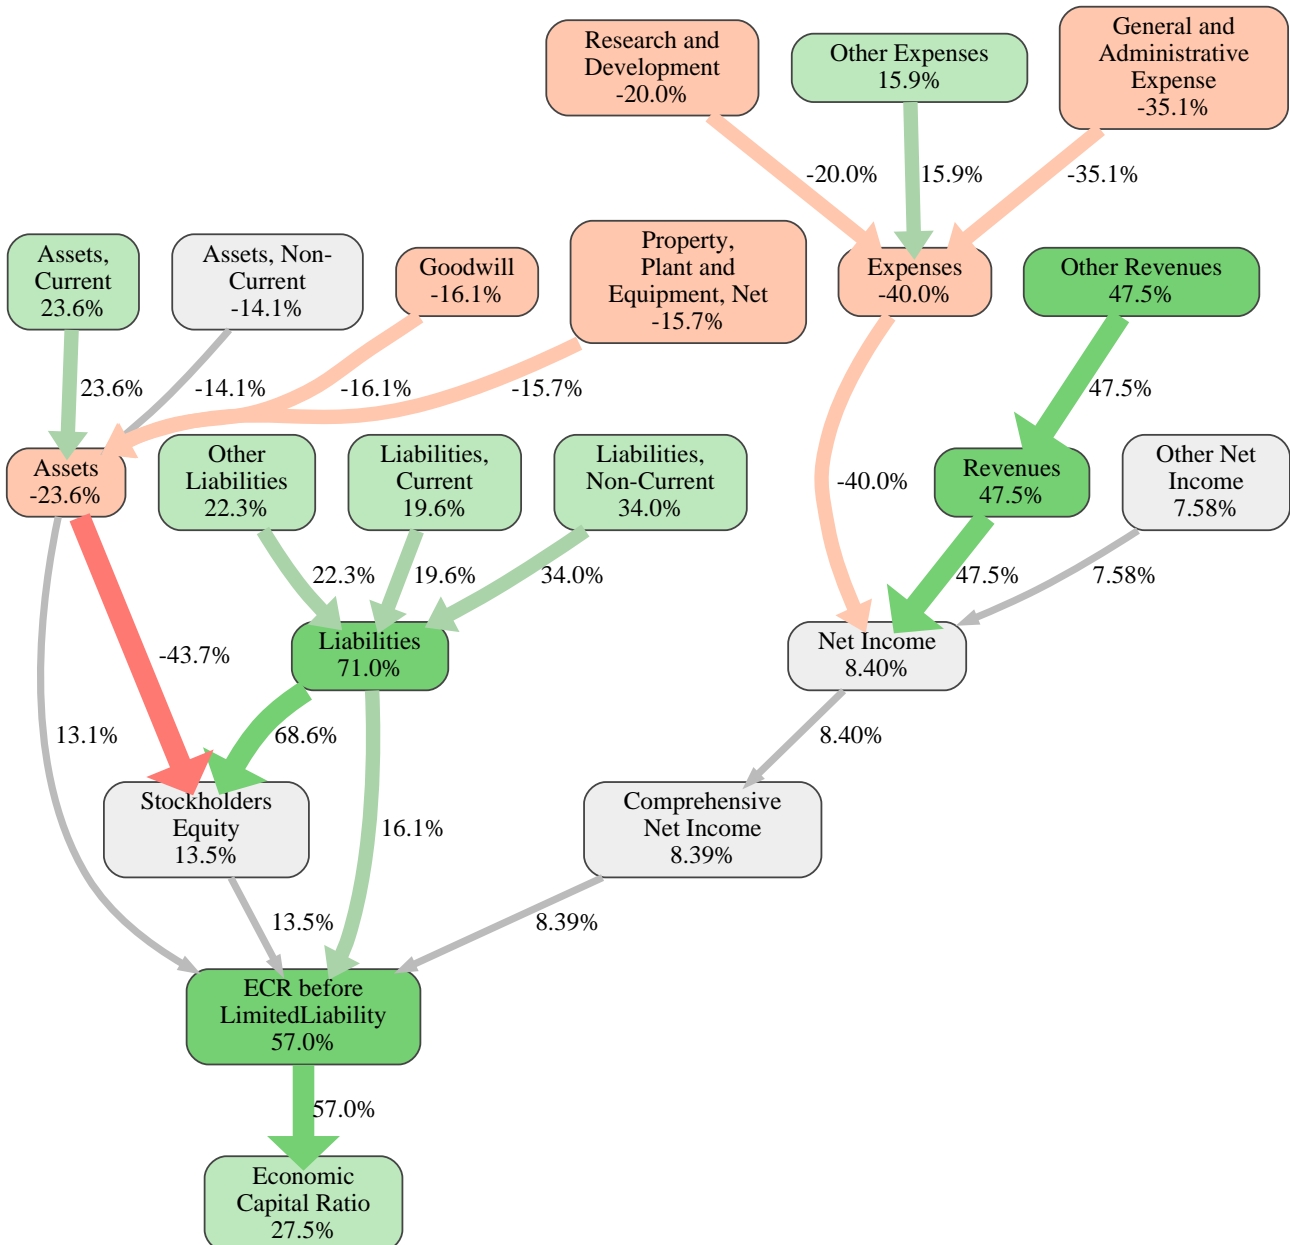 Research and
Development
-20.0%
Other Expenses
15.9%
General and
Administrative
Expense
-35.1%
-20.0%
15.9%
-35.1%
Assets,
Current
23.6%
Assets, Non-
Current
-14.1%
Goodwill
-16.1%
Property,
Plant and
Equipment, Net
-15.7%
Expenses
-40.0%
Other Revenues
47.5%
23.6%
-14.1%
-16.1%
-15.7%
47.5%
Assets
-23.6%
Other
Liabilities
22.3%
Liabilities,
Current
19.6%
Liabilities,
Non-Current
34.0%
-40.0%
Revenues
47.5%
Other Net
Income
7.58%
22.3%
19.6%
34.0%
47.5%
7.58%
-43.7%
Liabilities
71.0%
Net Income
8.40%
13.1%
68.6%
8.40%
Stockholders
Equity
13.5%
16.1%
Comprehensive
Net Income
8.39%
13.5%
8.39%
ECR before
LimitedLiability
57.0%
57.0%
Economic
Capital Ratio
27.5%